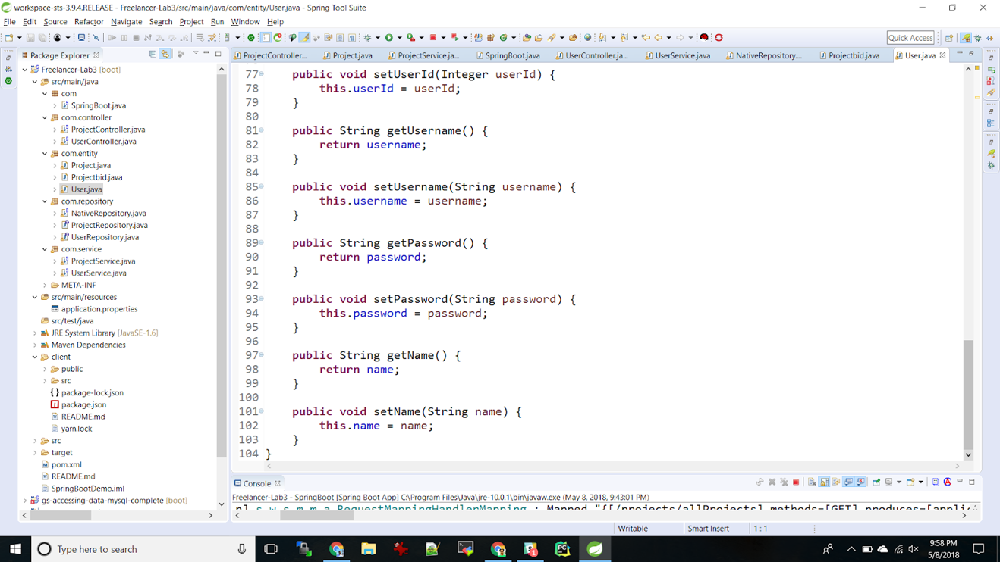 workspace-sts-3.9.4.RELEASE - Freelancer-Lab3/src/main/java/com/entity/User.java - Spring Tool Suite
File Edit Source Refactor Navigate Search Project Run Window Help
Quick Access
Package Explorer
ProjectController... Project.java ProjectService.ja... SpringBoot.java UserController.ja... UserService.java NativeRepository.... Projectbid.java User.java
Freelancer-Lab3 [boot]
src/main/java
com
SpringBoot.java
com.controller
ProjectController.java
UserController.java
com.entity
Project.java
Projectbid.java
User.java
com.repository
NativeRepository.java
ProjectRepository.java
UserRepository.java
com.service
ProjectService.java
UserService.java
META-INF
src/main/resources
application.properties
src/test/java
JRE System Library [JavaSE-1.6]
Maven Dependencies
client
public
src
package-lock.json
package.json
README.md
yarn.lock
src
target
pom.xml
README.md
SpringBootDemo.iml
gs-accessing-data-mysql-complete [boot]
77 public void setUserId(Integer userId) {
78 this.userId = userId;
79 }
80
81 public String getUsername() {
82 return username;
83 }
84
85 public void setUsername(String username) {
86 this.username = username;
87 }
88
89 public String getPassword() {
90 return password;
91 }
92
93 public void setPassword(String password) {
94 this.password = password;
95 }
96
97 public String getName() {
98 return name;
99 }
100
101 public void setName(String name) {
102 this.name = name;
103 }
104 }
Console
Freelancer-Lab3 - SpringBoot [Spring Boot App] C:\Program Files\Java\jre-10.0.1\bin\javaw.exe (May 8, 2018, 9:43:01 PM)
nl.s.w.s.m.m.a.RequestMappingHandlerMapping : Mapped "{[/projects/allProjects],methods=[GET],produces=[appli
Writable Smart Insert 1 : 1
Type here to search
9:58 PM
5/8/2018